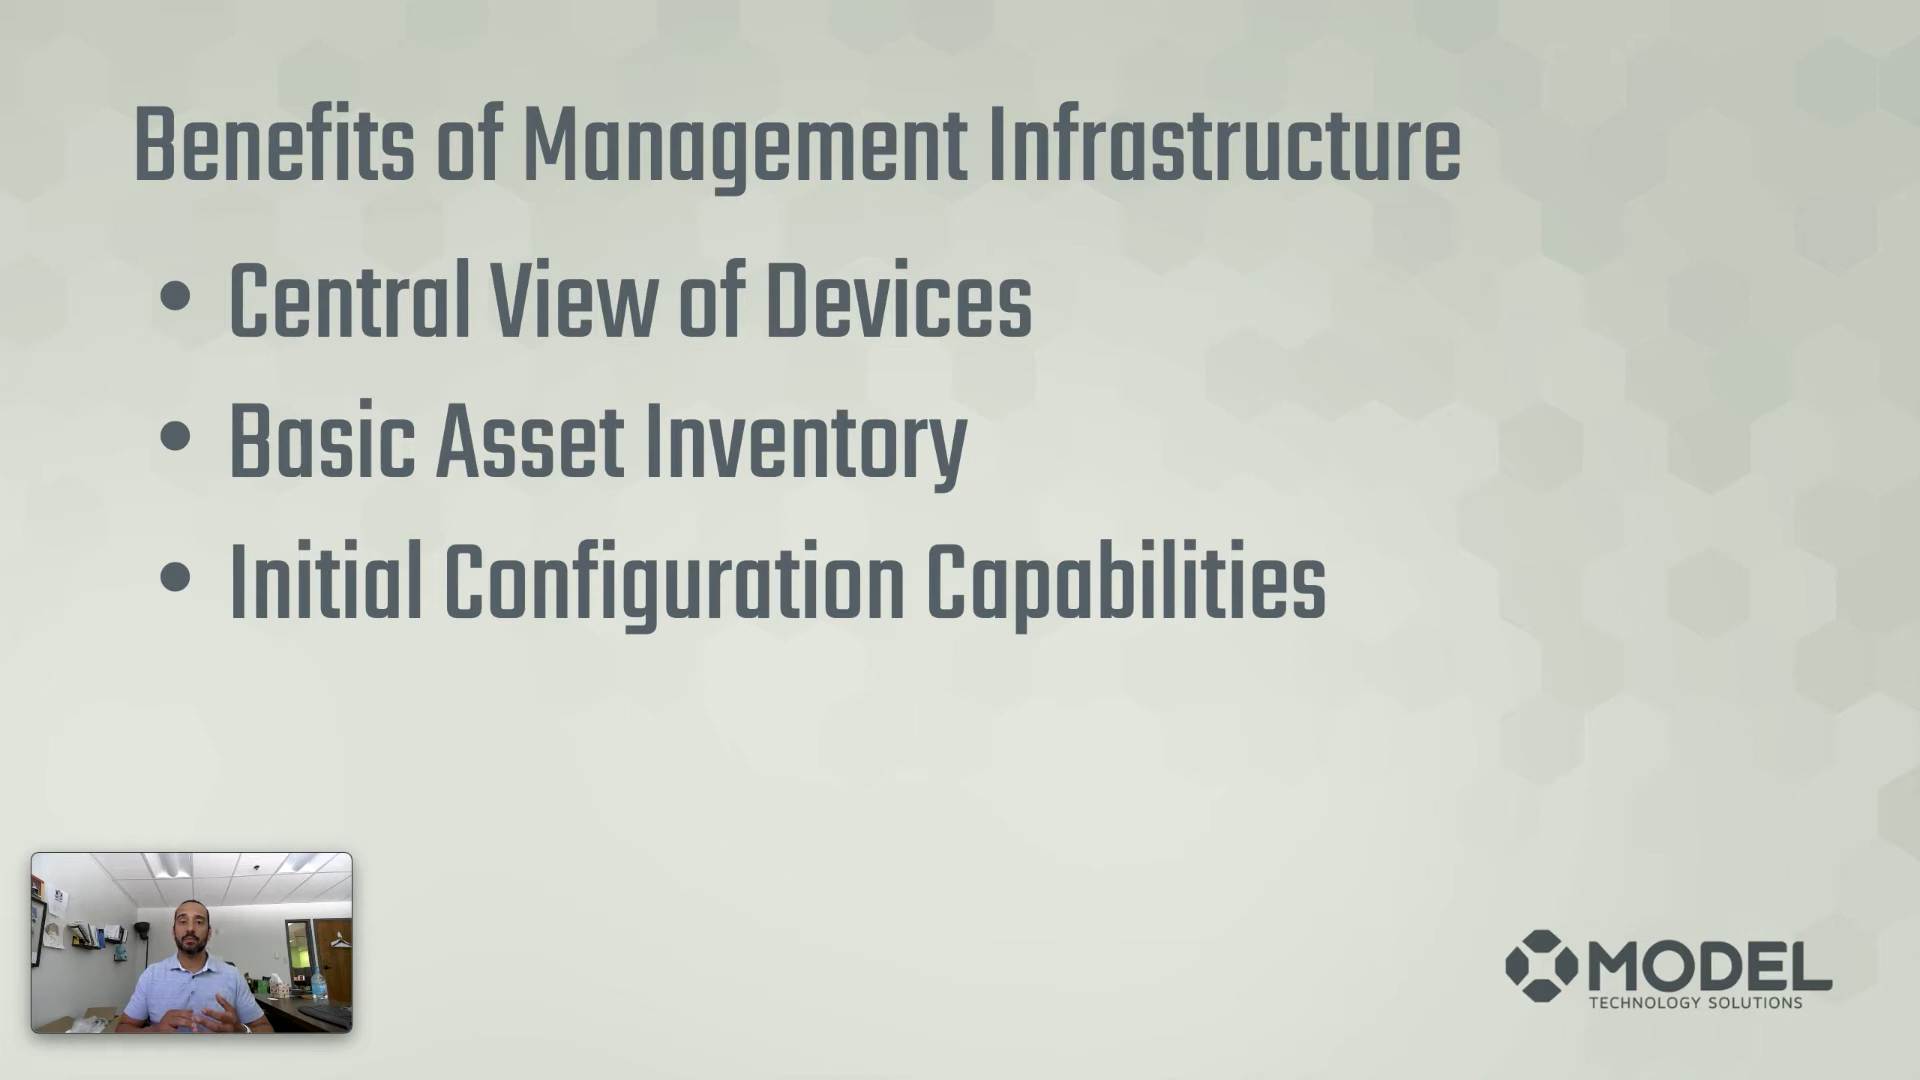 Benefits of Management Infrastructure
• Central View of Devices
• Basic Asset Inventory
• Initial Configuration Capabilities
MODEL
TECHNOLOGY SOLUTIONS